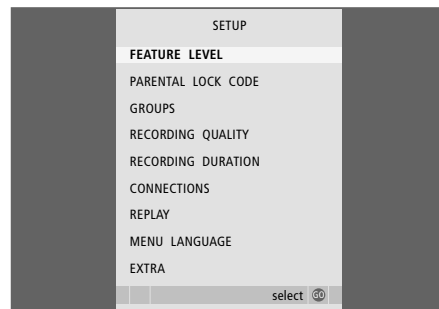 SETUP
FEATURE LEVEL
PARENTAL LOCK CODE
GROUPS
RECORDING QUALITY
RECORDING DURATION
CONNECTIONS
REPLAY
MENU LANGUAGE
EXTRA
select GO